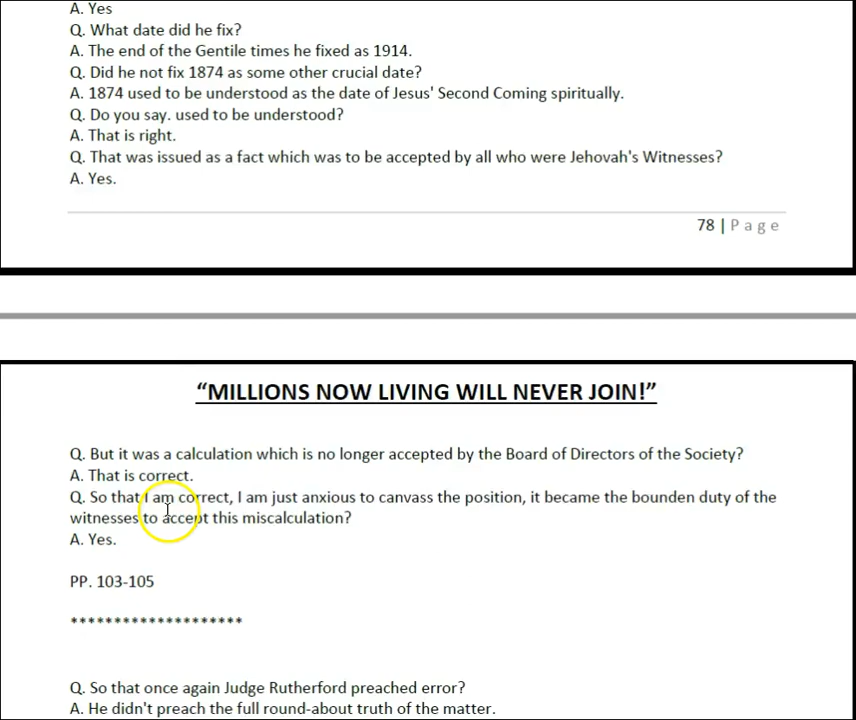 A. Yes
Q. What date did he fix?
A. The end of the Gentile times he fixed as 1914.
Q. Did he not fix 1874 as some other crucial date?
A. 1874 used to be understood as the date of Jesus' Second Coming spiritually.
Q. Do you say. used to be understood?
A. That is right.
Q. That was issued as a fact which was to be accepted by all who were Jehovah's Witnesses?
A. Yes.
78 | P a g e
“MILLIONS NOW LIVING WILL NEVER JOIN!”
Q. But it was a calculation which is no longer accepted by the Board of Directors of the Society?
A. That is correct.
Q. So that I am correct, I am just anxious to canvass the position, it became the bounden duty of the
witnesses to accept this miscalculation?
A. Yes.
PP. 103-105
********************
Q. So that once again Judge Rutherford preached error?
A. He didn't preach the full round-about truth of the matter.